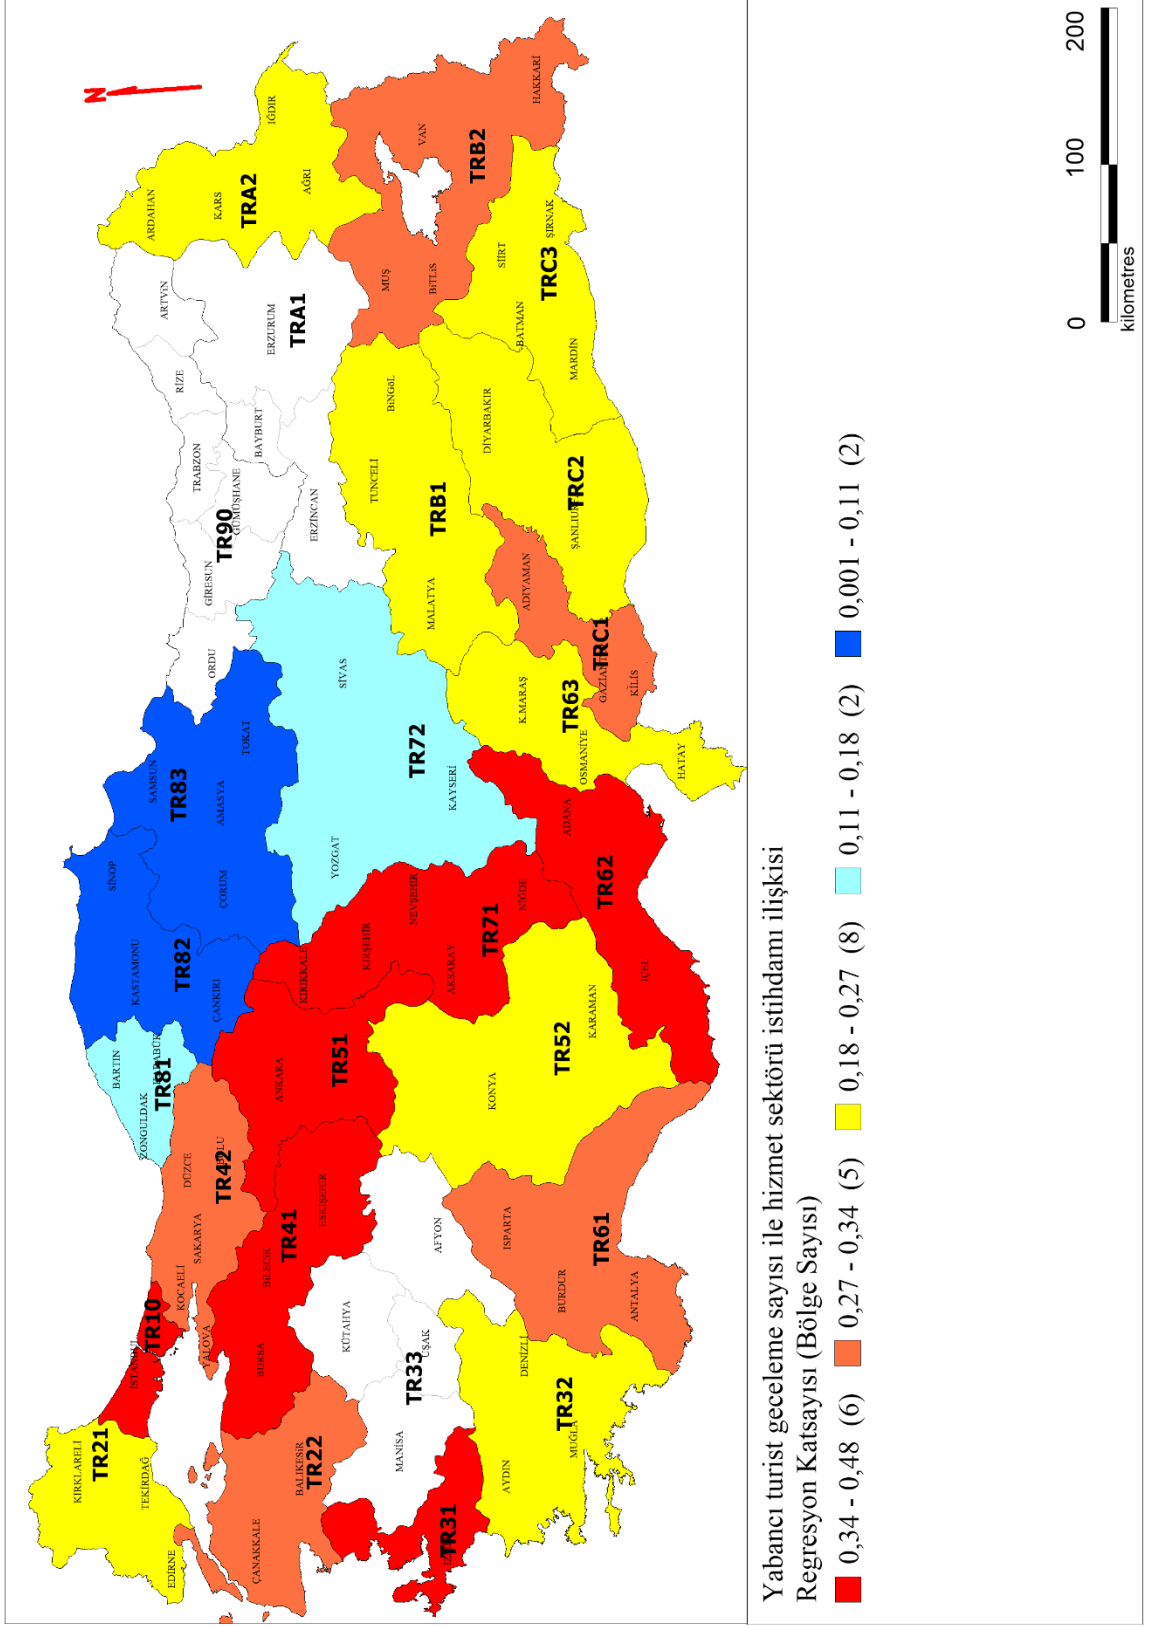 N
KIRKLARELİ
TR21
TEKİRDAĞ
EDİRNE
İSTANBUL
TR10
KOCAELİ
YALOVA
SAKARYA
DÜZCE
TR42
ZONGULDAK
BARTIN
TR81
KASTAMONU
SİNOP
TR82
ÇANKIRI
SAMSUN
TR83
AMASYA
TOKAT
ÇORUM
ORDU
GİRESUN
TR90
TRABZON
GÜMÜŞHANE
RİZE
ARTVİN
ARDAHAN
KARS
TRA2
IĞDIR
AĞRI
ERZURUM
TRA1
BAYBURT
ERZİNCAN
ÇANAKKALE
BALIKESİR
TR22
BURSA
BİLECİK
TR41
ESKİŞEHİR
ANKARA
TR51
KIRIKKALE
KIRŞEHİR
NEVŞEHİR
AKSARAY
TR71
NİĞDE
YOZGAT
SİVAS
TR72
KAYSERİ
KÜTAHYA
AFYON
UŞAK
TR33
MANİSA
TR31
AYDIN
DENİZLİ
TR32
MUĞLA
ISPARTA
BURDUR
TR61
ANTALYA
KONYA
TR52
KARAMAN
İÇEL
TR62
ADANA
K.MARAŞ
TR63
OSMANİYE
HATAY
MALATYA
TUNCELİ
BİNGöL
TRB1
ADIYAMAN
TRC1
KİLİS
DİYARBAKIR
TRC2
MUŞ
BİTLİS
VAN
TRB2
HAKKARİ
SİİRT
ŞIRNAK
TRC3
BATMAN
MARDİN
Yabancı turist geceleme sayısı ile hizmet sektörü istihdamı ilişkisi
Regresyon Katsayısı (Bölge Sayısı)
0,34 - 0,48 (6) 0,27 - 0,34 (5) 0,18 - 0,27 (8) 0,11 - 0,18 (2) 0,001 - 0,11 (2)
0 100 200
kilometres